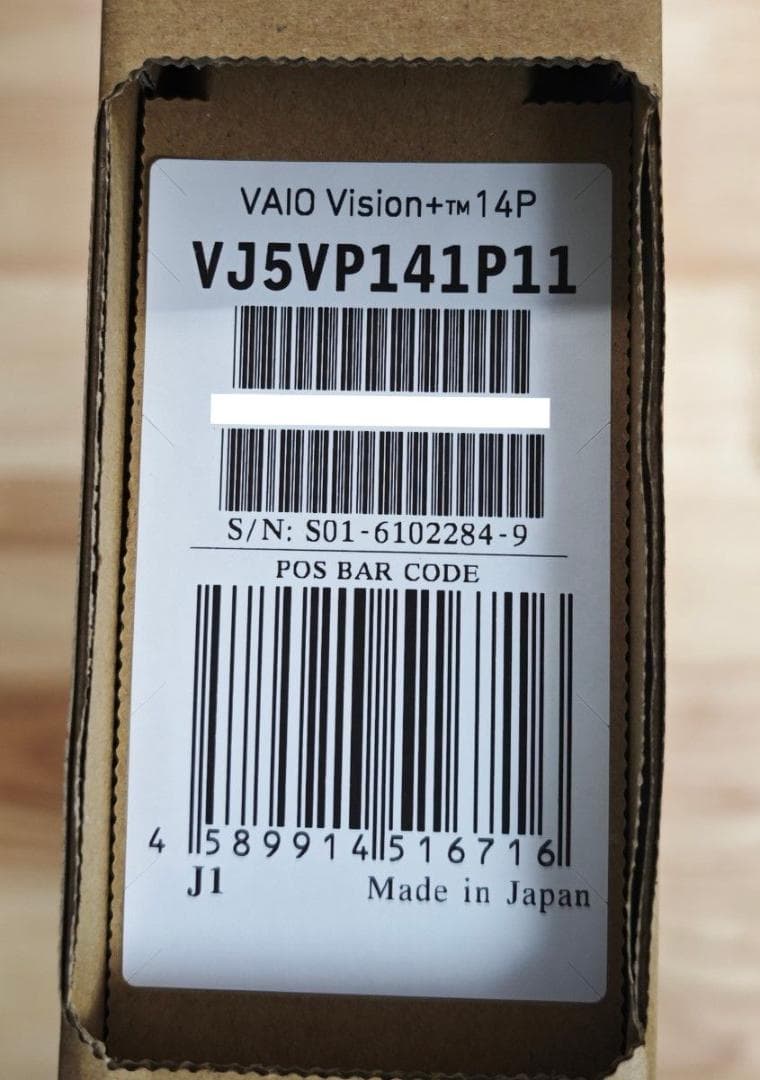 VAIO Vision+™14P
VJ5VP141P11
S/N: S01-6102284-9
POS BAR CODE
4 589914 516716
J1
Made in Japan